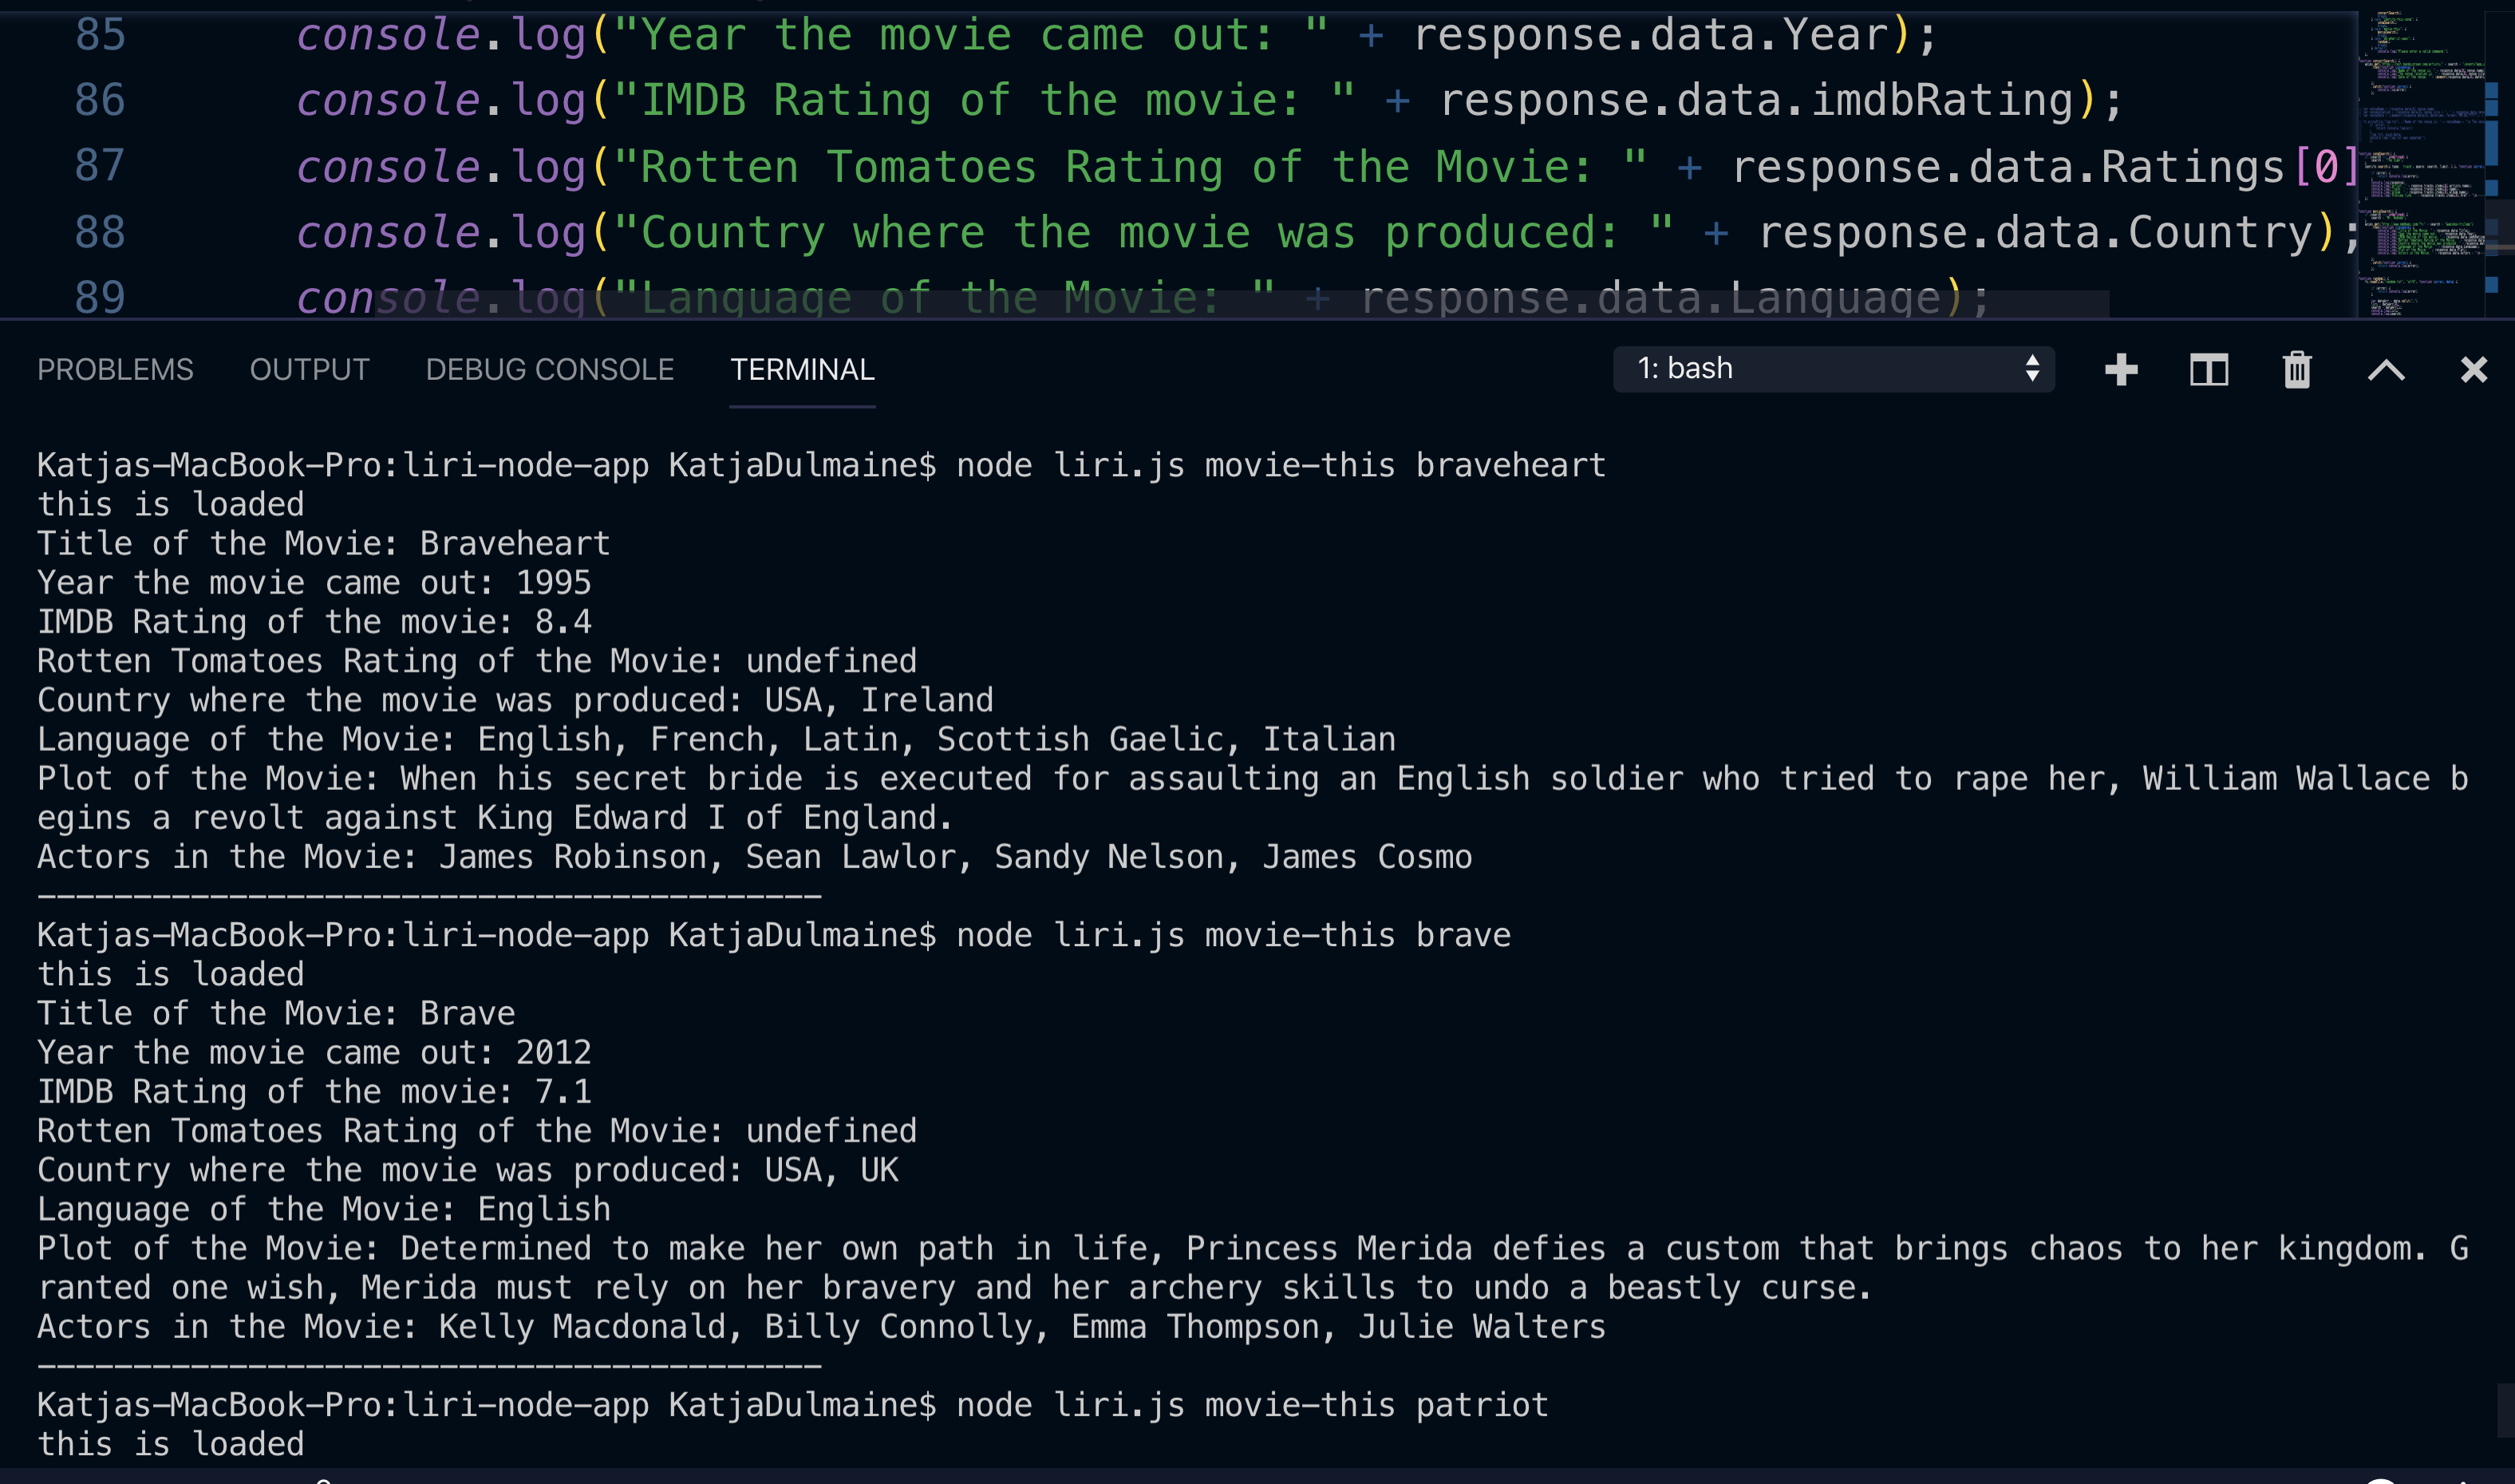 85 console.log("Year the movie came out: " + response.data.Year);
86 console.log("IMDB Rating of the movie: " + response.data.imdbRating);
87 console.log("Rotten Tomatoes Rating of the Movie: " + response.data.Ratings[0]
88 console.log("Country where the movie was produced: " + response.data.Country);
89 console.log("Language of the Movie: " + response.data.Language);
PROBLEMS OUTPUT DEBUG CONSOLE TERMINAL 1: bash
Katjas-MacBook-Pro:liri-node-app KatjaDulmaine$ node liri.js movie-this braveheart
this is loaded
Title of the Movie: Braveheart
Year the movie came out: 1995
IMDB Rating of the movie: 8.4
Rotten Tomatoes Rating of the Movie: undefined
Country where the movie was produced: USA, Ireland
Language of the Movie: English, French, Latin, Scottish Gaelic, Italian
Plot of the Movie: When his secret bride is executed for assaulting an English soldier who tried to rape her, William Wallace b
egins a revolt against King Edward I of England.
Actors in the Movie: James Robinson, Sean Lawlor, Sandy Nelson, James Cosmo
-----------------------------------------
Katjas-MacBook-Pro:liri-node-app KatjaDulmaine$ node liri.js movie-this brave
this is loaded
Title of the Movie: Brave
Year the movie came out: 2012
IMDB Rating of the movie: 7.1
Rotten Tomatoes Rating of the Movie: undefined
Country where the movie was produced: USA, UK
Language of the Movie: English
Plot of the Movie: Determined to make her own path in life, Princess Merida defies a custom that brings chaos to her kingdom. G
ranted one wish, Merida must rely on her bravery and her archery skills to undo a beastly curse.
Actors in the Movie: Kelly Macdonald, Billy Connolly, Emma Thompson, Julie Walters
-----------------------------------------
Katjas-MacBook-Pro:liri-node-app KatjaDulmaine$ node liri.js movie-this patriot
this is loaded